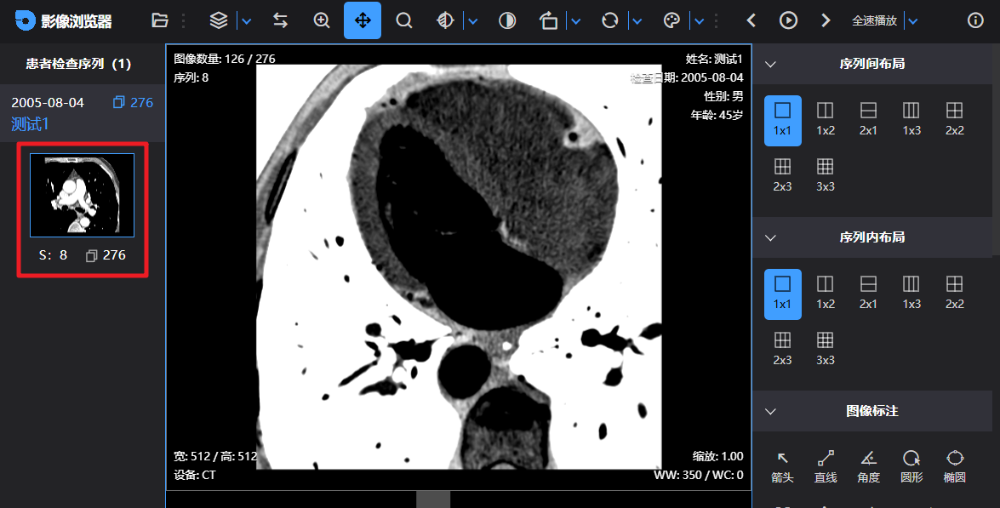 影像浏览器
全速播放
患者检查序列 (1)
2005-08-04 276
测试1
S: 8 276
图像数量: 126 / 276
序列: 8
姓名: 测试1
检查日期: 2005-08-04
性别: 男
年龄: 45岁
宽: 512 / 高: 512
设备: CT
缩放: 1.00
WW: 350 / WC: 0
序列间布局
1x1 1x2 2x1 1x3 2x2
2x3 3x3
序列内布局
1x1 1x2 2x1 1x3 2x2
2x3 3x3
图像标注
箭头 直线 角度 圆形 椭圆